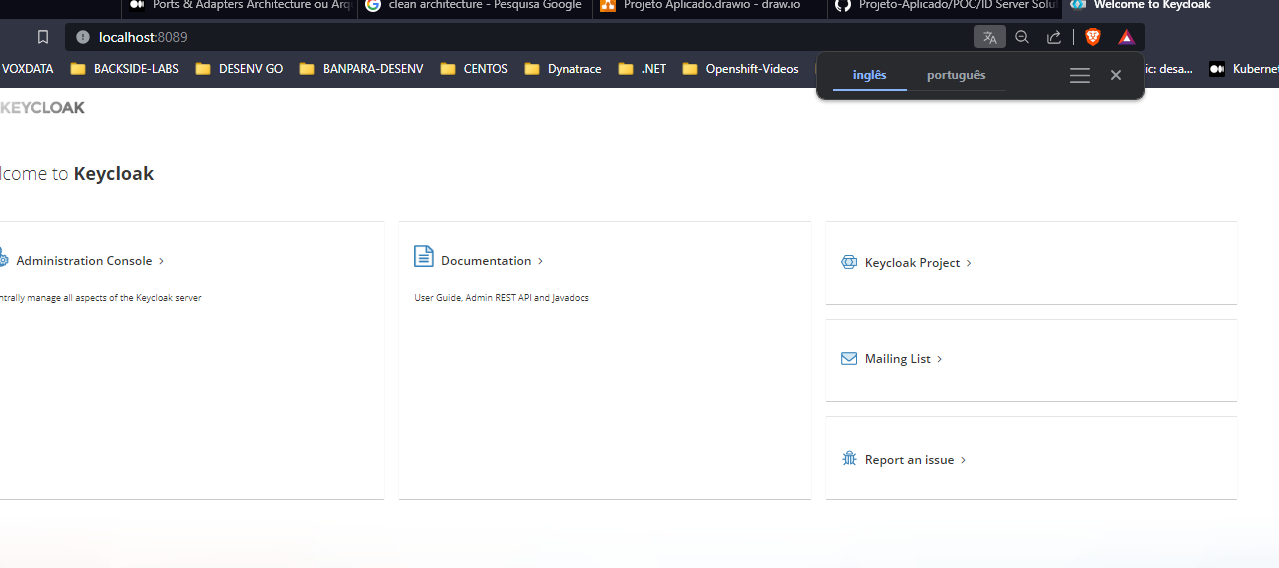 Ports & Adapters Architecture ou Arq
clean architecture - Pesquisa Google
Projeto Aplicado.drawio - draw.io
Projeto-Aplicado/POC/ID Server Solu
Welcome to Keycloak
localhost:8089
VOXDATA
BACKSIDE-LABS
DESENV GO
BANPARA-DESENV
CENTOS
Dynatrace
.NET
Openshift-Videos
inglês
português
ic: desa...
Kubernet
KEYCLOAK
lcome to Keycloak
Administration Console
ntrally manage all aspects of the Keycloak server
Documentation
User Guide, Admin REST API and Javadocs
Keycloak Project
Mailing List
Report an issue